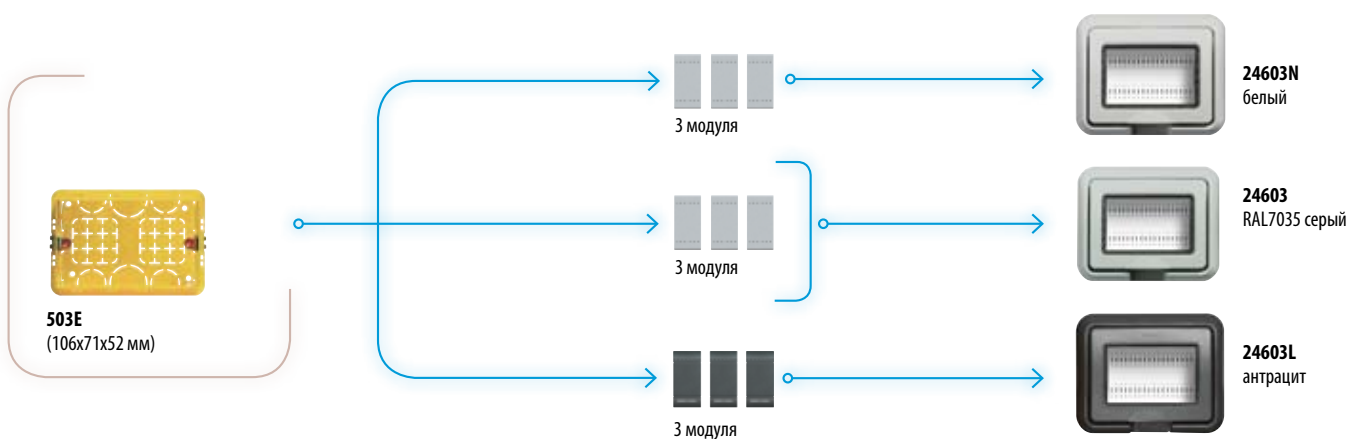 503E
(106x71x52 мм)
3 модуля
3 модуля
3 модуля
24603N
белый
24603
RAL7035 серый
24603L
антрацит